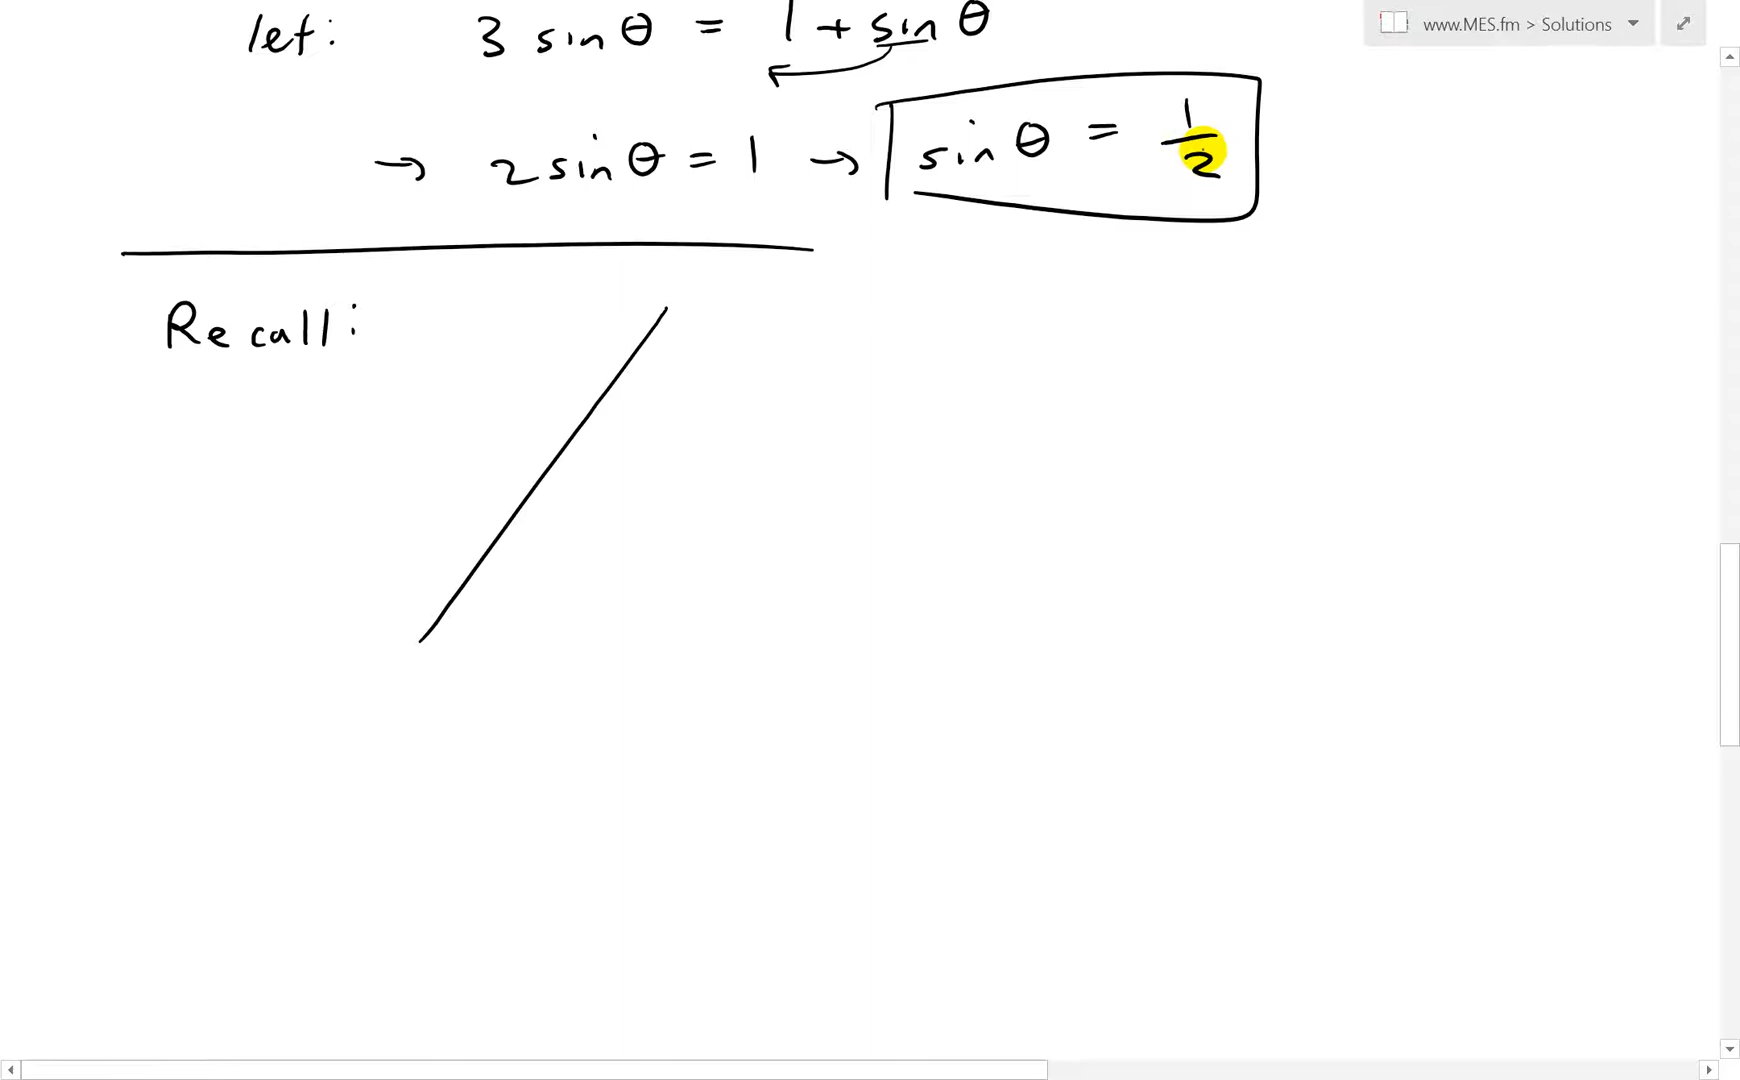 www.MES.fm > Solutions
let: 3 sin θ = 1 + sin θ
→ 2 sin θ = 1 → sin θ = 1/2
Recall: